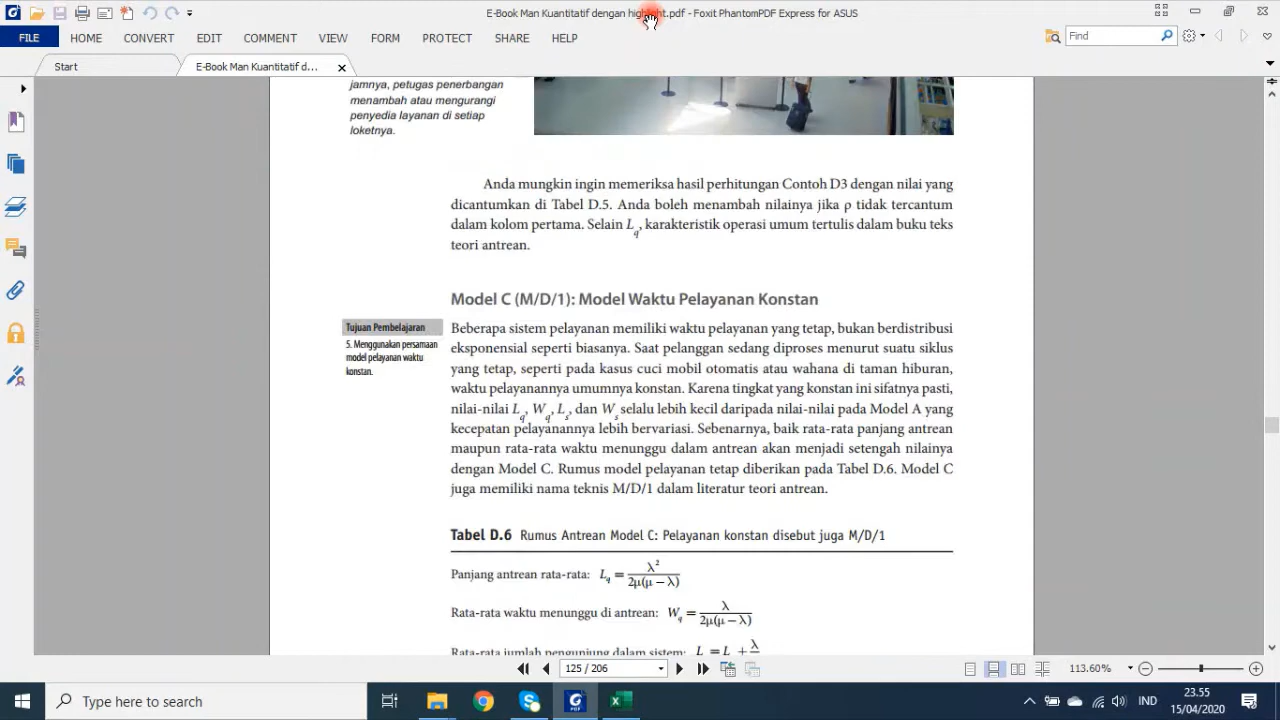 E-Book Man Kuantitatif dengan highlight.pdf - Foxit PhantomPDF Express for ASUS
FILE HOME CONVERT EDIT COMMENT VIEW FORM PROTECT SHARE HELP Find
Start E-Book Man Kuantitatif d...
jamnya, petugas penerbangan
menambah atau mengurangi
penyedia layanan di setiap
loketnya.
Anda mungkin ingin memeriksa hasil perhitungan Contoh D3 dengan nilai yang
dicantumkan di Tabel D.5. Anda boleh menambah nilainya jika ρ tidak tercantum
dalam kolom pertama. Selain Lq, karakteristik operasi umum tertulis dalam buku teks
teori antrean.
Model C (M/D/1): Model Waktu Pelayanan Konstan
Tujuan Pembelajaran
5. Menggunakan persamaan
model pelayanan waktu
konstan.
Beberapa sistem pelayanan memiliki waktu pelayanan yang tetap, bukan berdistribusi
eksponensial seperti biasanya. Saat pelanggan sedang diproses menurut suatu siklus
yang tetap, seperti pada kasus cuci mobil otomatis atau wahana di taman hiburan,
waktu pelayanannya umumnya konstan. Karena tingkat yang konstan ini sifatnya pasti,
nilai-nilai Lq, Wq, Ls, dan Ws selalu lebih kecil daripada nilai-nilai pada Model A yang
kecepatan pelayanannya lebih bervariasi. Sebenarnya, baik rata-rata panjang antrean
maupun rata-rata waktu menunggu dalam antrean akan menjadi setengah nilainya
dengan Model C. Rumus model pelayanan tetap diberikan pada Tabel D.6. Model C
juga memiliki nama teknis M/D/1 dalam literatur teori antrean.
Tabel D.6 Rumus Antrean Model C: Pelayanan konstan disebut juga M/D/1
Panjang antrean rata-rata: Lq = λ² / 2μ(μ − λ)
Rata-rata waktu menunggu di antrean: Wq = λ / 2μ(μ − λ)
Rata-rata jumlah pengunjung dalam sistem: L = L + λ
125 / 206 113.60%
Type here to search IND 23.55
15/04/2020